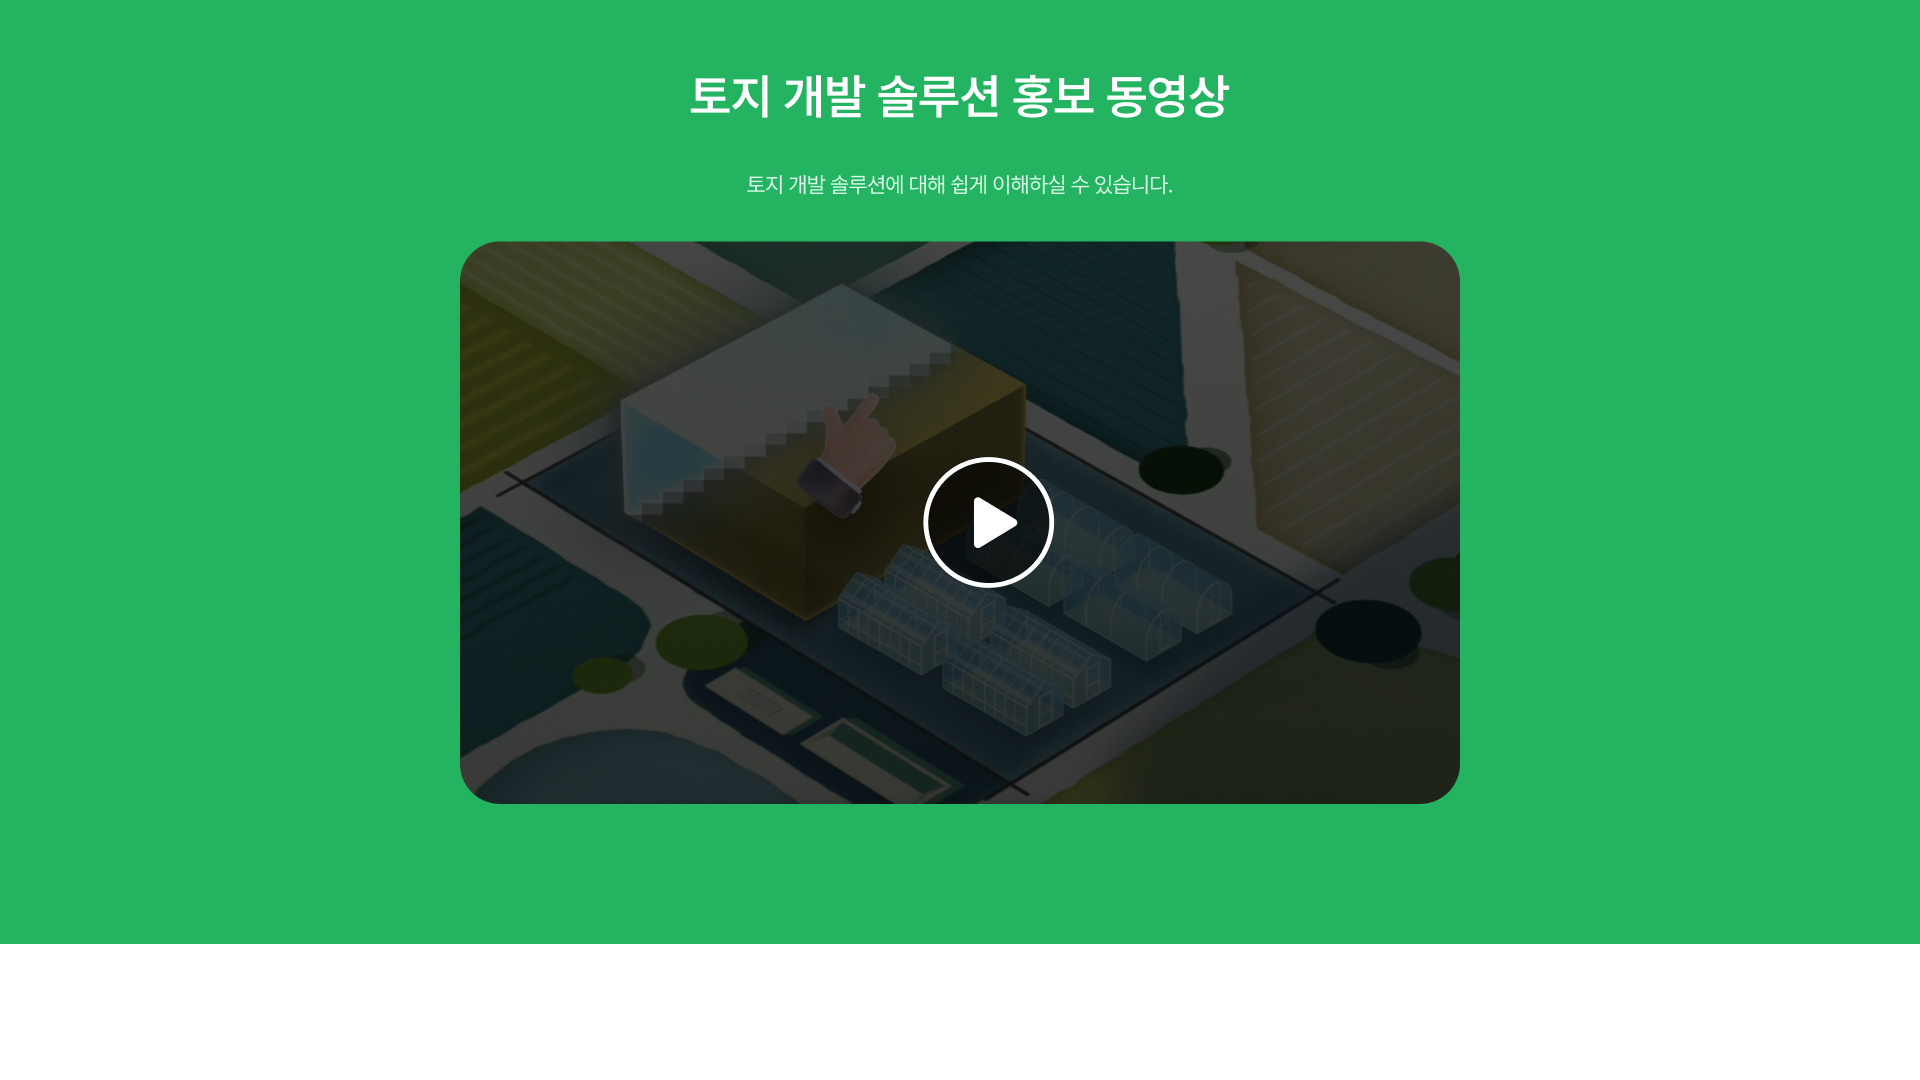 토지 개발 솔루션 홍보 동영상
토지 개발 솔루션에 대해 쉽게 이해하실 수 있습니다.